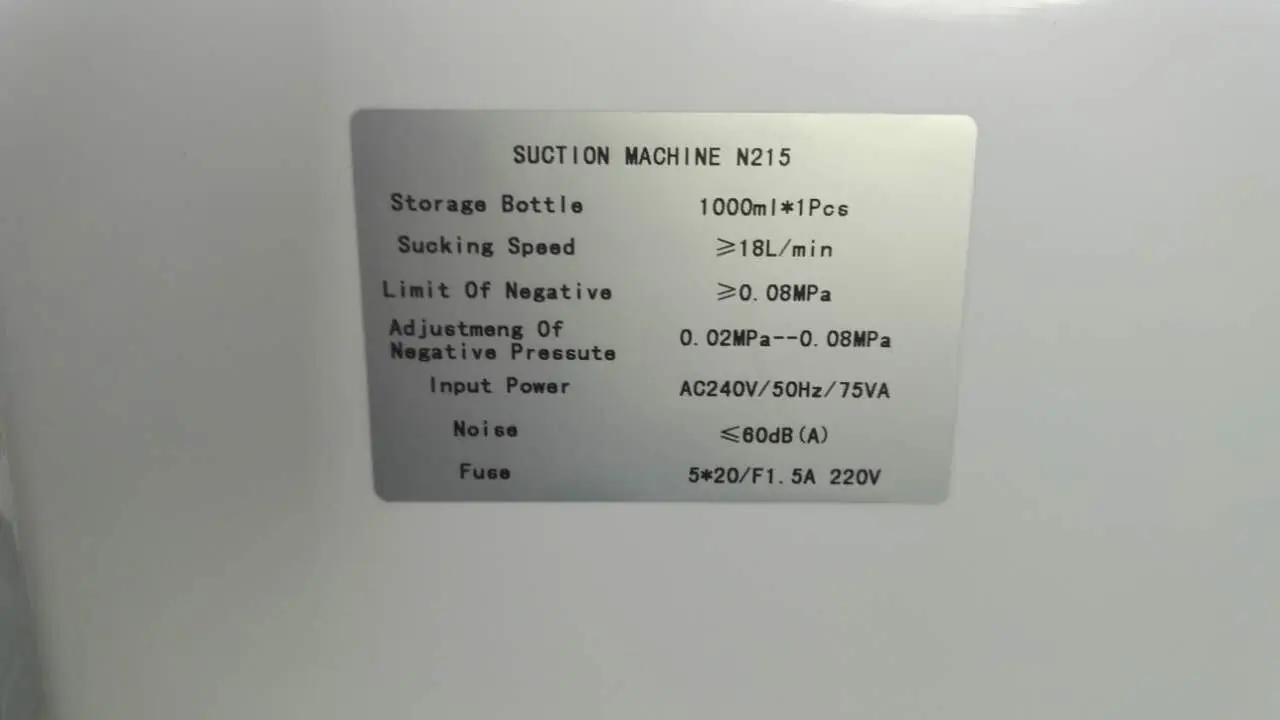 SUCTION MACHINE N215
Storage Bottle 1000ml*1Pcs
Sucking Speed ≥18L/min
Limit Of Negative ≥0.08MPa
Adjustmeng Of
Negative Pressute 0.02MPa--0.08MPa
Input Power AC240V/50Hz/75VA
Noise ≤60dB(A)
Fuse 5*20/F1.5A 220V